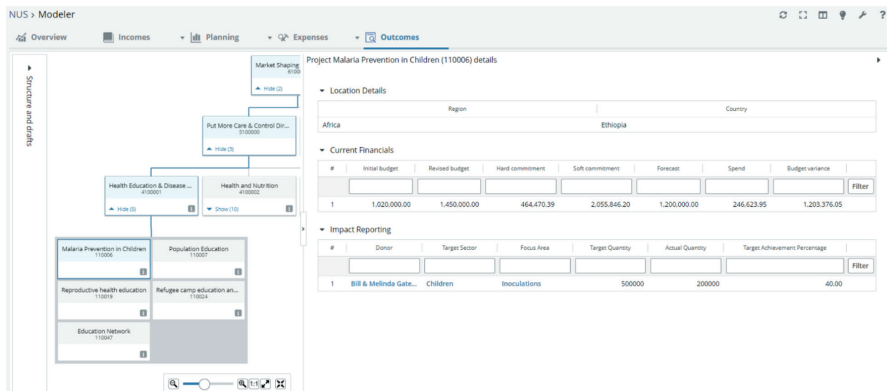 NUS > Modeler
Overview Incomes Planning Expenses Outcomes
Structure and drafts
Market Shaping
Hide (2)
Put More Care & Control Dir...
5100000
Hide (3)
Health Education & Disease ...
4100001
Hide (5)
Health and Nutrition
4100002
Show (10)
Malaria Prevention in Children
110006
Population Education
110007
Reproductive health education
110019
Refugee camp education an...
110024
Education Network
110047
1:1
Project Malaria Prevention in Children (110006) details
Location Details
Region Country
Africa Ethiopia
Current Financials
# Initial budget Revised budget Hard commitment Soft commitment Forecast Spend Budget variance
Filter
1 1,020,000.00 1,450,000.00 464,470.39 2,055,846.20 1,200,000.00 246,623.95 1,203,376.05
Impact Reporting
# Donor Target Sector Focus Area Target Quantity Actual Quantity Target Achievement Percentage
Filter
1 Bill & Melinda Gate... Children Inoculations 500000 200000 40.00